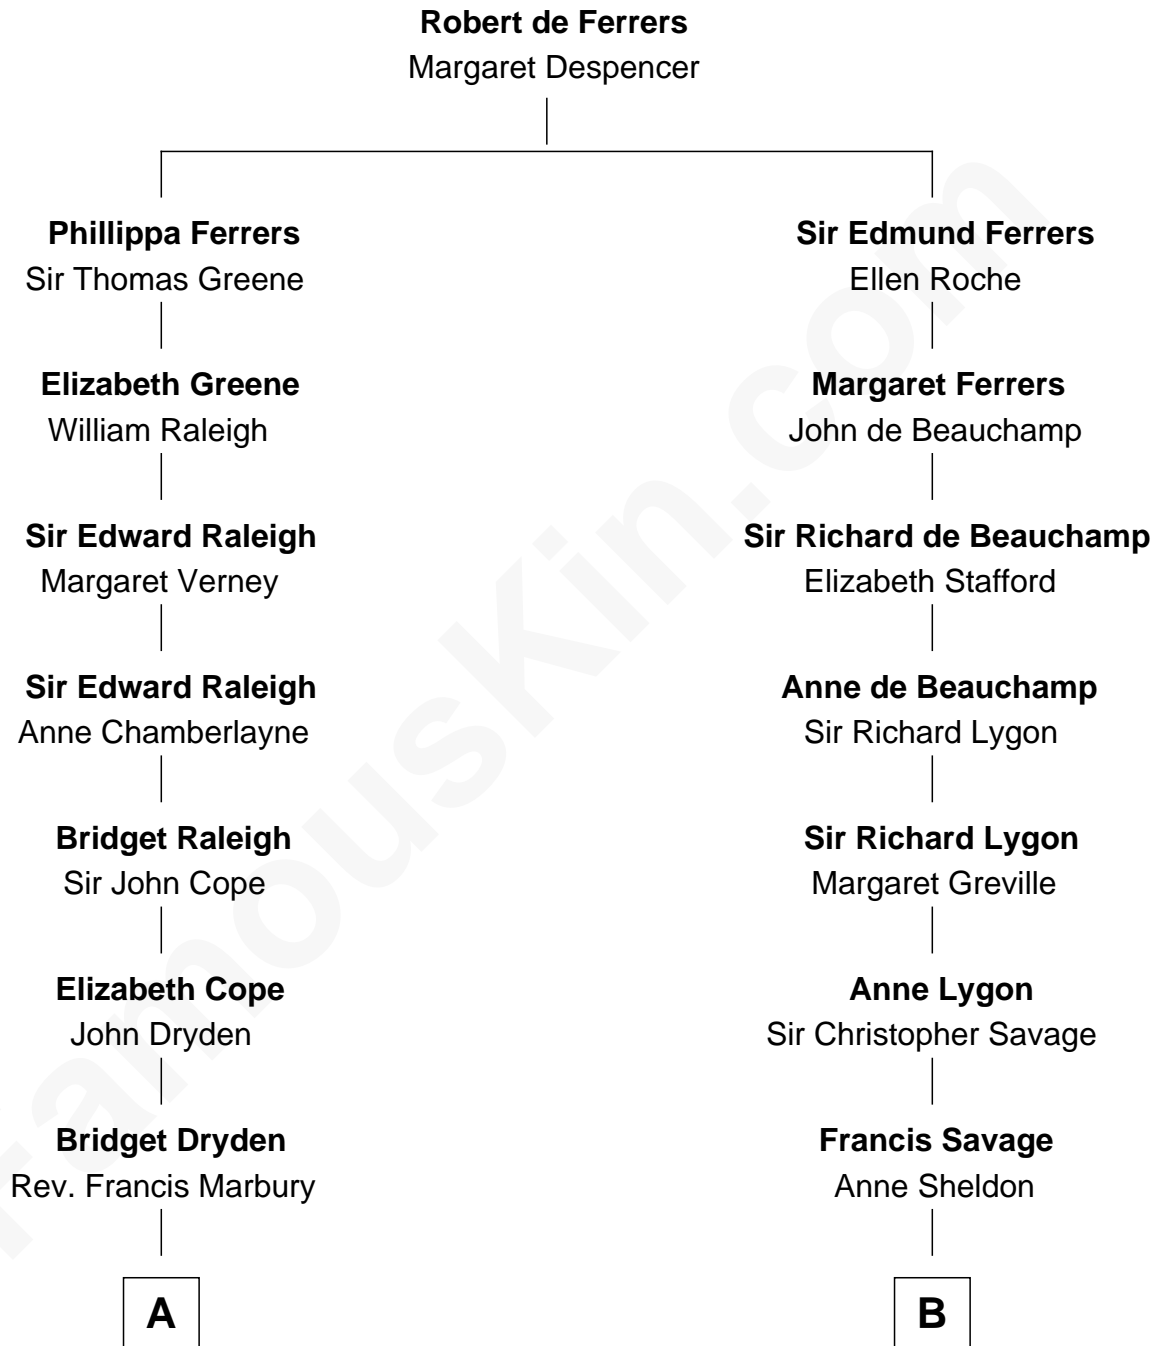 Robert de Ferrers
Margaret Despencer
Phillippa Ferrers
Sir Thomas Greene
Elizabeth Greene
William Raleigh
Sir Edward Raleigh
Margaret Verney
Sir Edward Raleigh
Anne Chamberlayne
Bridget Raleigh
Sir John Cope
Elizabeth Cope
John Dryden
Bridget Dryden
Rev. Francis Marbury
A
Sir Edmund Ferrers
Ellen Roche
Margaret Ferrers
John de Beauchamp
Sir Richard de Beauchamp
Elizabeth Stafford
Anne de Beauchamp
Sir Richard Lygon
Sir Richard Lygon
Margaret Greville
Anne Lygon
Sir Christopher Savage
Francis Savage
Anne Sheldon
B
FamousKin.com